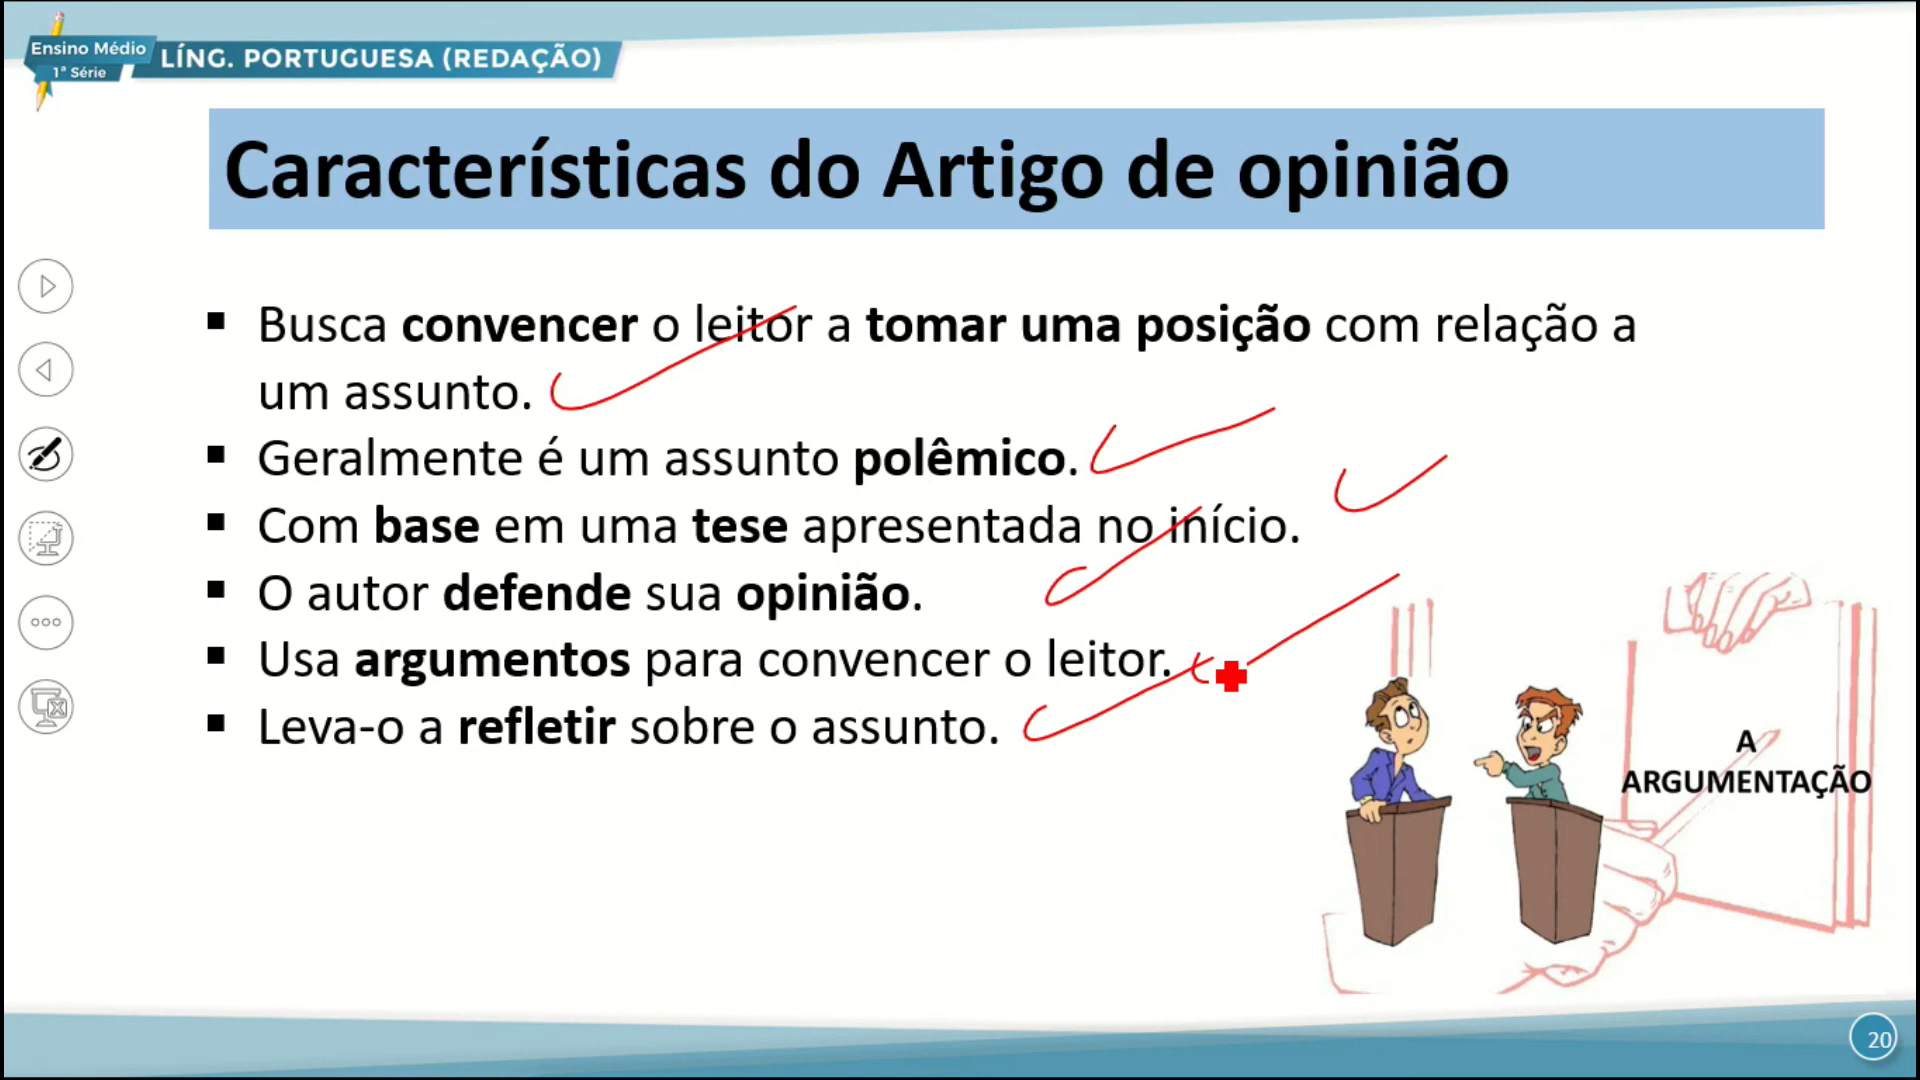 Ensino Médio
1ª Série
LÍNG. PORTUGUESA (REDAÇÃO)
Características do Artigo de opinião
▪ Busca convencer o leitor a tomar uma posição com relação a
um assunto.
▪ Geralmente é um assunto polêmico.
▪ Com base em uma tese apresentada no início.
▪ O autor defende sua opinião.
▪ Usa argumentos para convencer o leitor.
▪ Leva-o a refletir sobre o assunto.
A
ARGUMENTAÇÃO
20